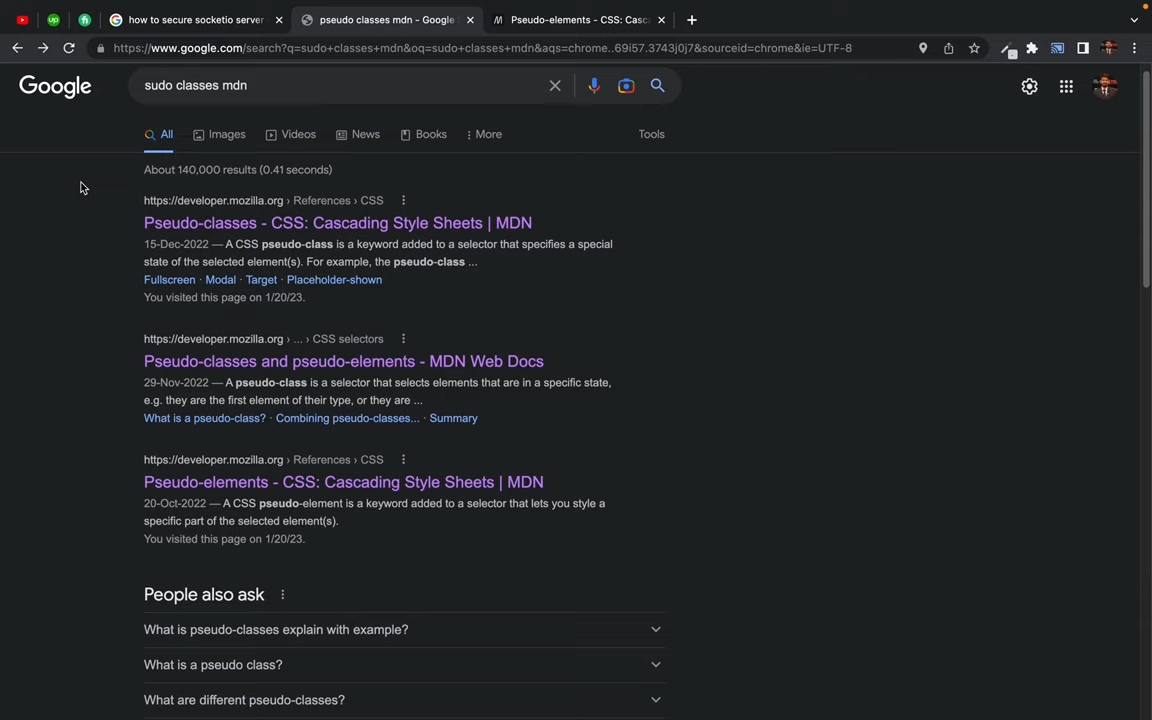 how to secure socketio server
pseudo classes mdn - Google
Pseudo-elements - CSS: Casc
https://www.google.com/search?q=sudo+classes+mdn&oq=sudo+classes+mdn&aqs=chrome..69i57.3743j0j7&sourceid=chrome&ie=UTF-8
Google
sudo classes mdn
All
Images
Videos
News
Books
More
Tools
About 140,000 results (0.41 seconds)
https://developer.mozilla.org › References › CSS
Pseudo-classes - CSS: Cascading Style Sheets | MDN
15-Dec-2022 — A CSS pseudo-class is a keyword added to a selector that specifies a special
state of the selected element(s). For example, the pseudo-class ...
Fullscreen · Modal · Target · Placeholder-shown
You visited this page on 1/20/23.
https://developer.mozilla.org › ... › CSS selectors
Pseudo-classes and pseudo-elements - MDN Web Docs
29-Nov-2022 — A pseudo-class is a selector that selects elements that are in a specific state,
e.g. they are the first element of their type, or they are ...
What is a pseudo-class? · Combining pseudo-classes... · Summary
https://developer.mozilla.org › References › CSS
Pseudo-elements - CSS: Cascading Style Sheets | MDN
20-Oct-2022 — A CSS pseudo-element is a keyword added to a selector that lets you style a
specific part of the selected element(s).
You visited this page on 1/20/23.
People also ask
What is pseudo-classes explain with example?
What is a pseudo class?
What are different pseudo-classes?